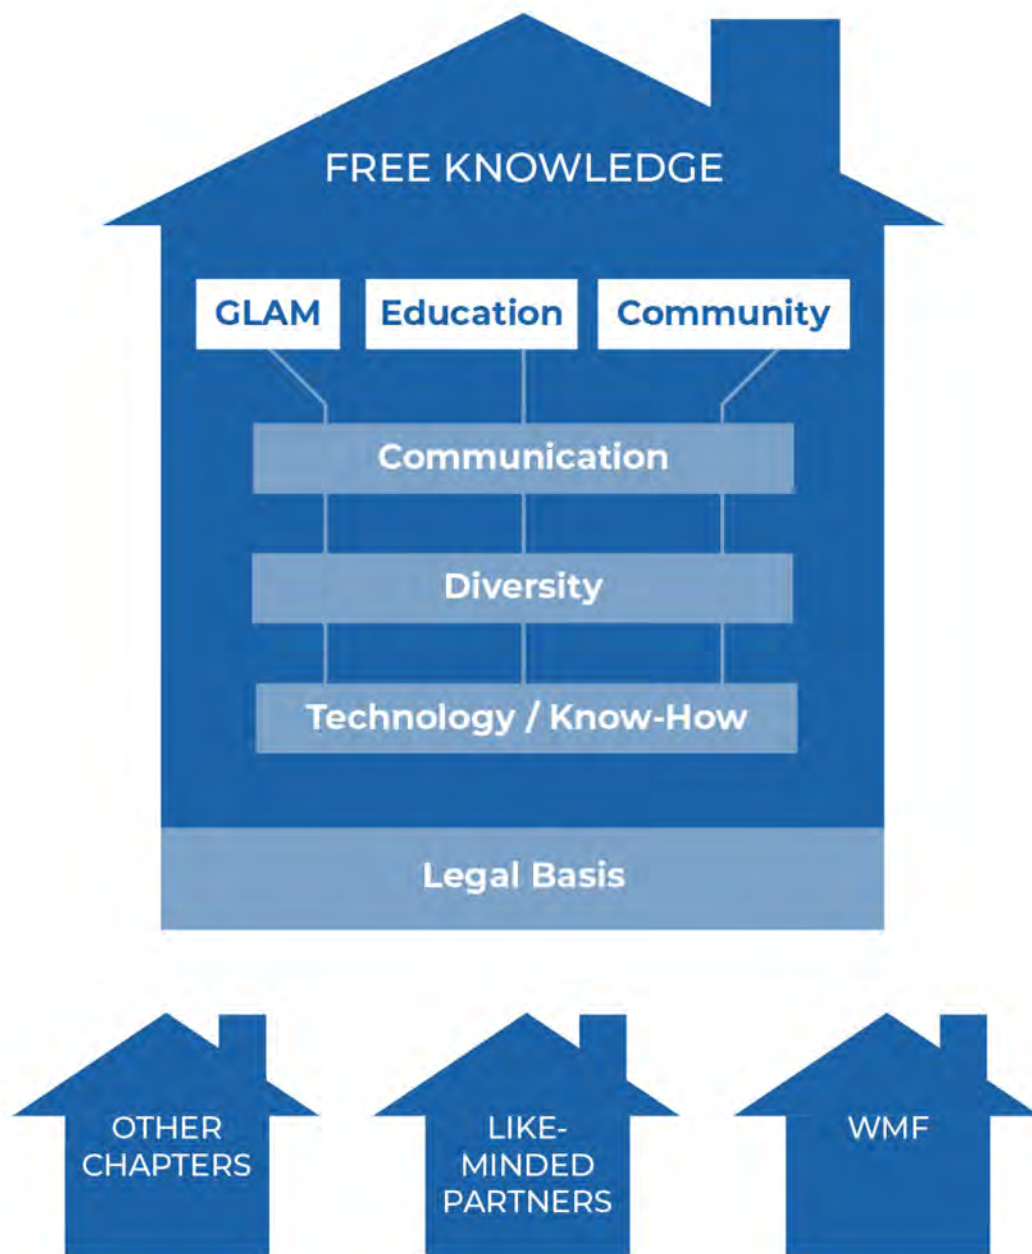 FREE KNOWLEDGE
GLAM
Education
Community
Communication
Diversity
Technology / Know-How
Legal Basis
OTHER
CHAPTERS
LIKE-
MINDED
PARTNERS
WMF